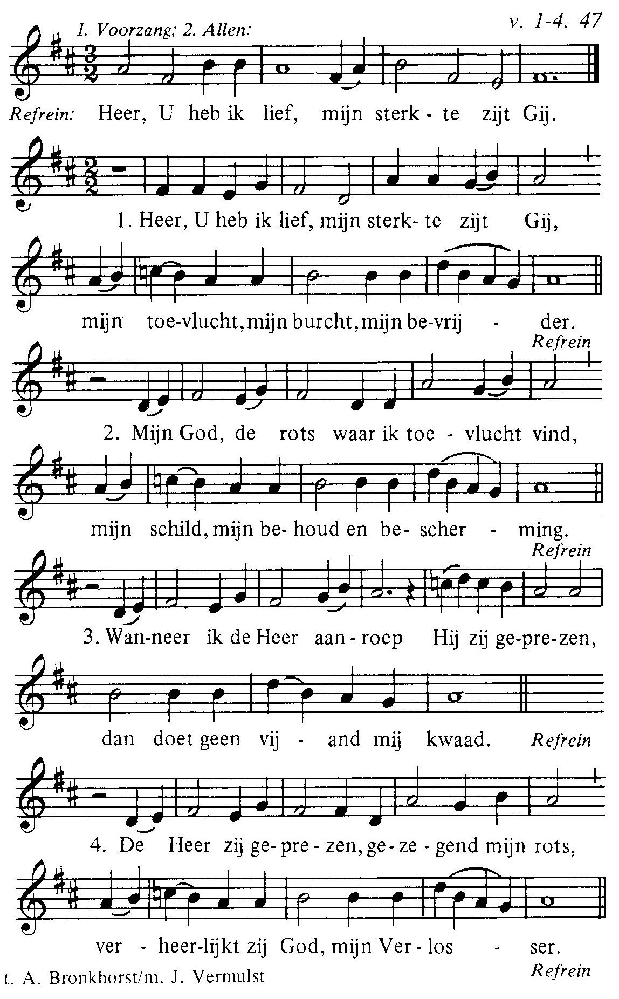 1. Voorzang; 2. Allen:
v. 1-4. 47
Refrein: Heer, U heb ik lief, mijn sterk - te zijt Gij.
1. Heer, U heb ik lief, mijn sterk- te zijt Gij,
mijn toe-vlucht, mijn burcht, mijn be-vrij - der.
Refrein
2. Mijn God, de rots waar ik toe - vlucht vind,
mijn schild, mijn be- houd en be- scher - ming.
Refrein
3. Wan-neer ik de Heer aan - roep Hij zij ge-pre-zen,
dan doet geen vij - and mij kwaad. Refrein
4. De Heer zij ge- pre - zen, ge- ze - gend mijn rots,
ver - heer-lijkt zij God, mijn Ver - los - ser.
t. A. Bronkhorst/m. J. Vermulst
Refrein